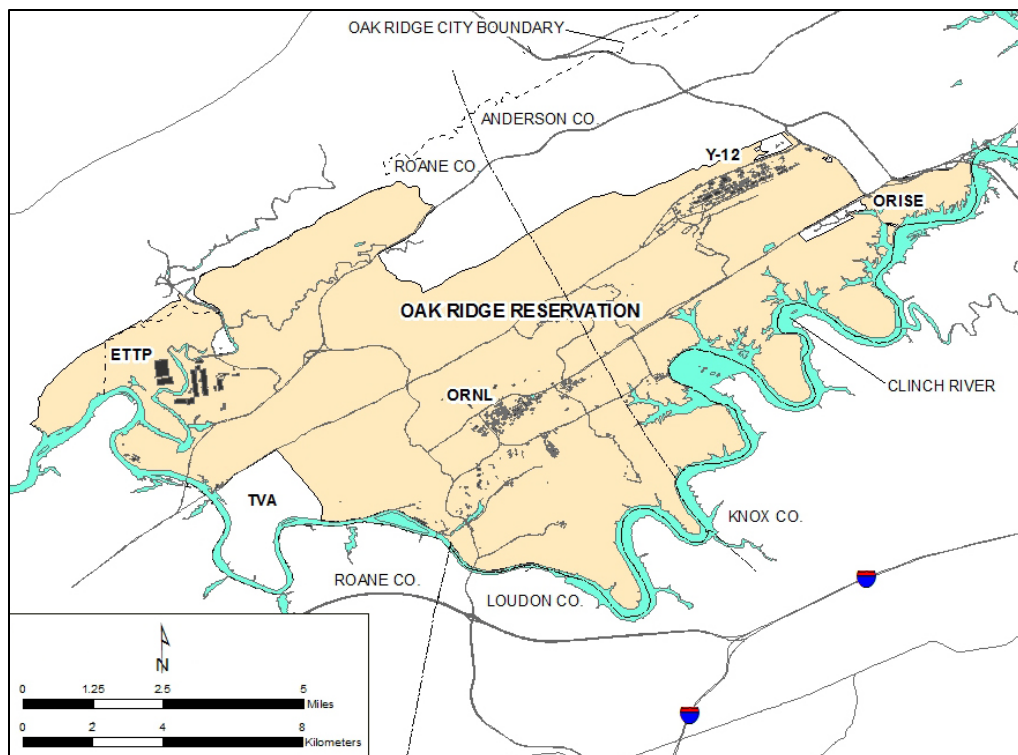 OAK RIDGE CITY BOUNDARY
ANDERSON CO.
Y-12
ROANE CO.
ORISE
OAK RIDGE RESERVATION
ETTP
CLINCH RIVER
ORNL
TVA
KNOX CO.
ROANE CO.
LOUDON CO.
N
0 1.25 2.5 5
Miles
0 2 4 8
Kilometers